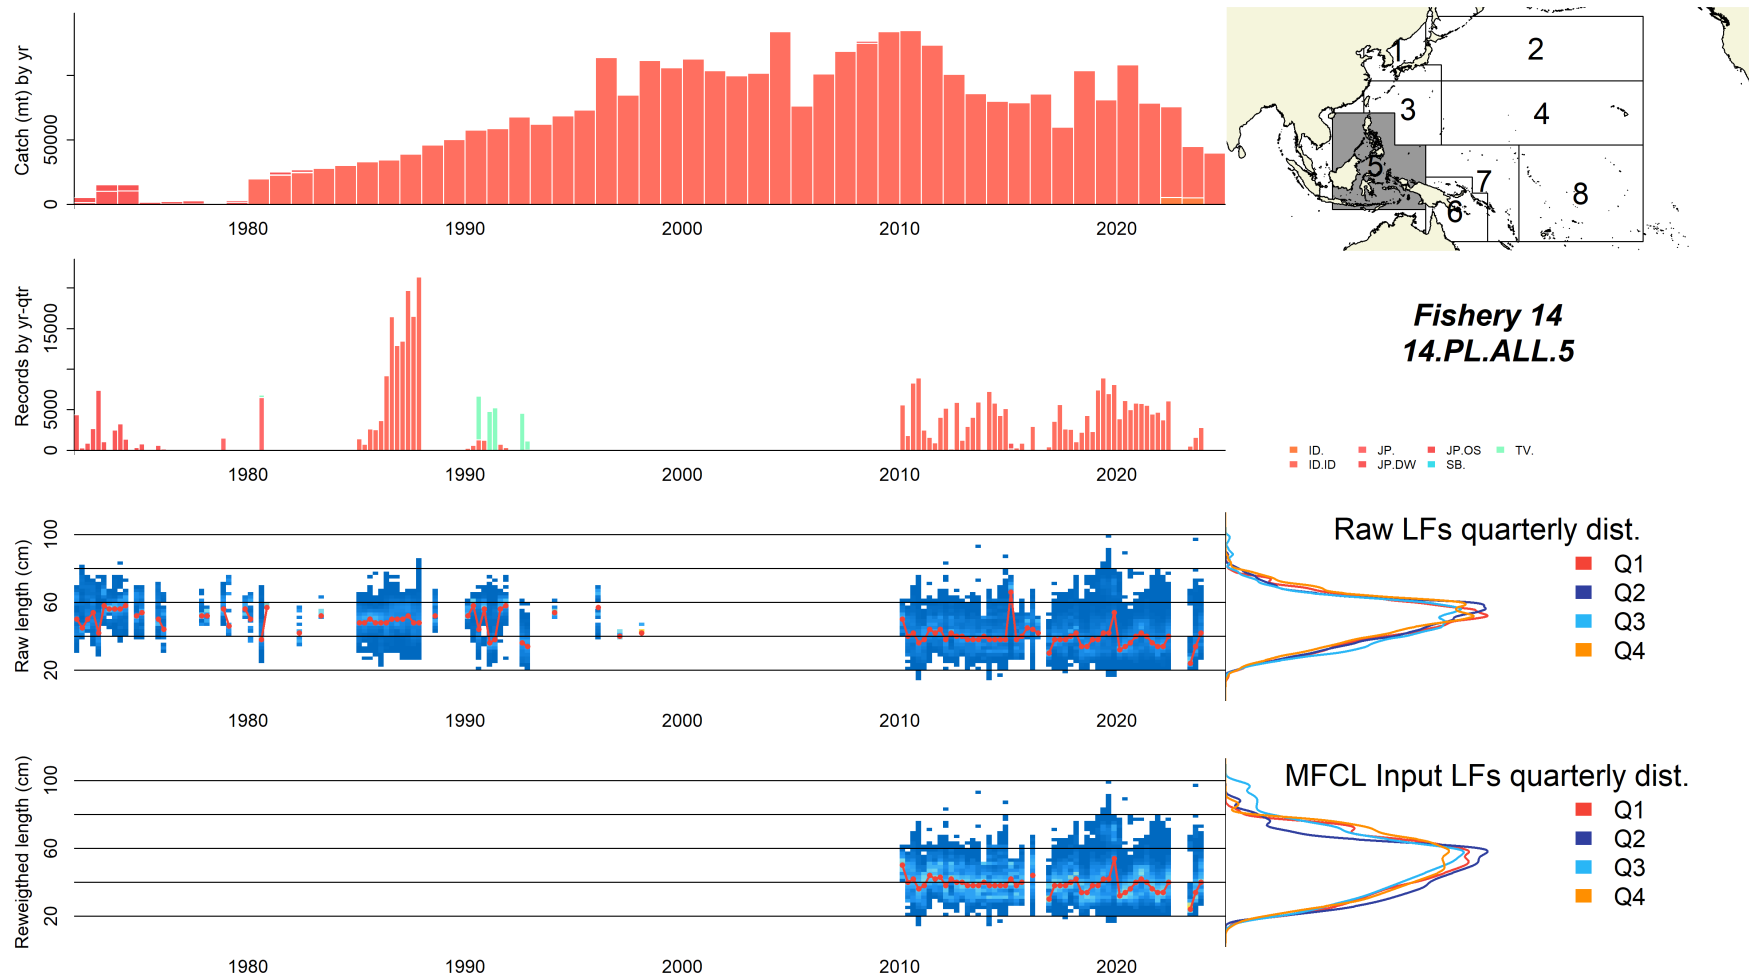 Catch (mt) by yr
50000
0
1980
1990
2000
2010
2020
1
2
3
4
5
7
8
6
Records by yr-qtr
15000
5000
0
1980
1990
2000
2010
2020
Fishery 14
14.PL.ALL.5
ID.
JP.
JP.OS
TV.
ID.ID
JP.DW
SB.
Raw length (cm)
100
60
20
1980
1990
2000
2010
2020
Raw LFs quarterly dist.
Q1
Q2
Q3
Q4
Reweigthed length (cm)
100
60
20
1980
1990
2000
2010
2020
MFCL Input LFs quarterly dist.
Q1
Q2
Q3
Q4